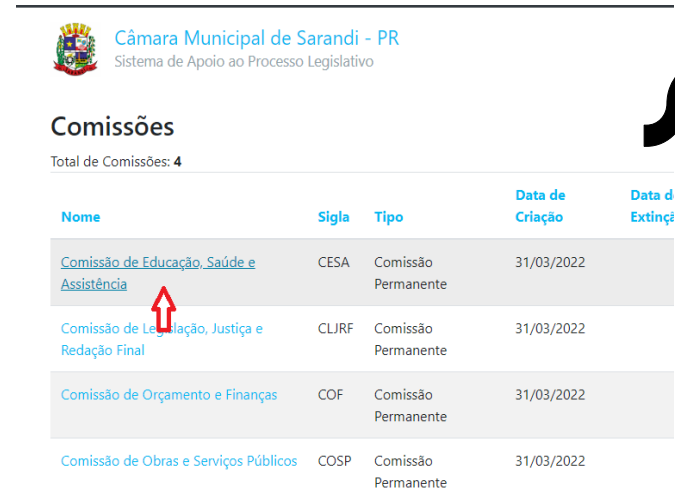 Câmara Municipal de Sarandi - PR
Sistema de Apoio ao Processo Legislativo
Comissões
Total de Comissões: 4
Nome Sigla Tipo Data de Criação Data de
Comissão de Educação, Saúde e CESA Comissão 31/03/2022
Assistência Permanente
Comissão de Legislação, Justiça e CLJRF Comissão 31/03/2022
Redação Final Permanente
Comissão de Orçamento e Finanças COF Comissão 31/03/2022
Permanente
Comissão de Obras e Serviços Públicos COSP Comissão 31/03/2022
Permanente